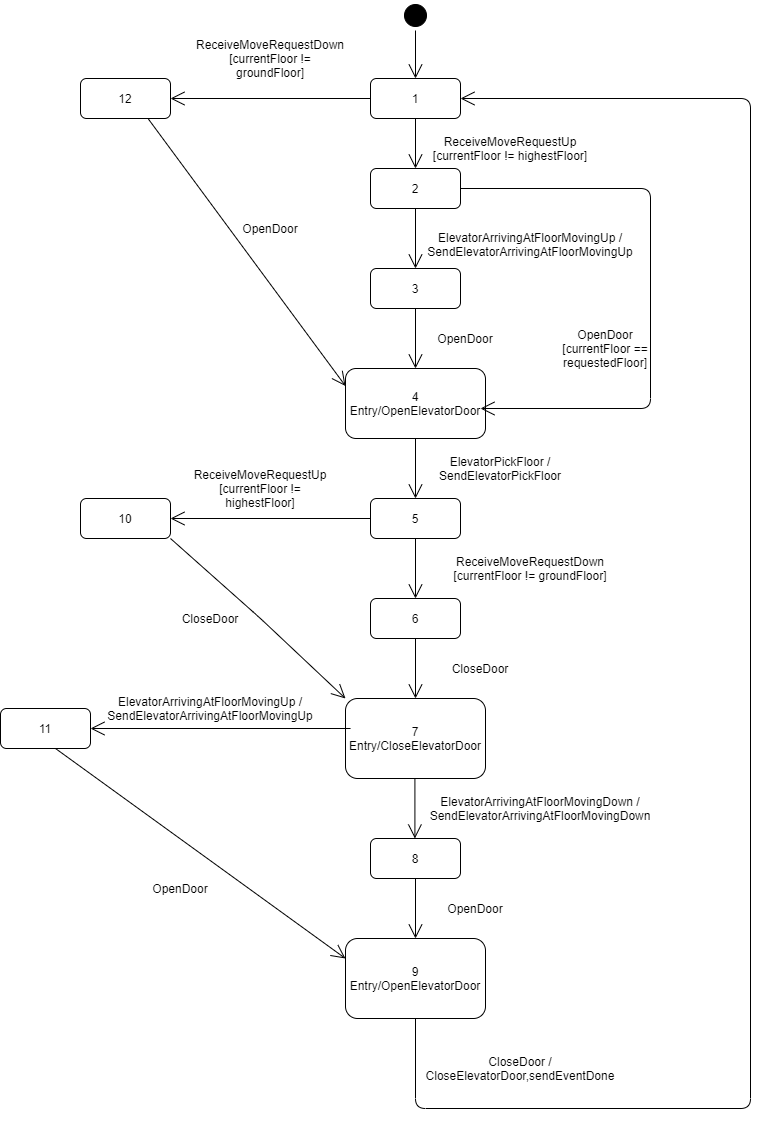 ReceiveMoveRequestDown
[currentFloor !=
groundFloor]
12
1
ReceiveMoveRequestUp
[currentFloor != highestFloor]
2
OpenDoor
ElevatorArrivingAtFloorMovingUp /
SendElevatorArrivingAtFloorMovingUp
3
OpenDoor
OpenDoor
[currentFloor ==
requestedFloor]
4
Entry/OpenElevatorDoor
ElevatorPickFloor /
SendElevatorPickFloor
ReceiveMoveRequestUp
[currentFloor !=
highestFloor]
10
5
ReceiveMoveRequestDown
[currentFloor != groundFloor]
6
CloseDoor
CloseDoor
ElevatorArrivingAtFloorMovingUp /
SendElevatorArrivingAtFloorMovingUp
11
7
Entry/CloseElevatorDoor
ElevatorArrivingAtFloorMovingDown /
SendElevatorArrivingAtFloorMovingDown
8
OpenDoor
OpenDoor
9
Entry/OpenElevatorDoor
CloseDoor /
CloseElevatorDoor,sendEventDone